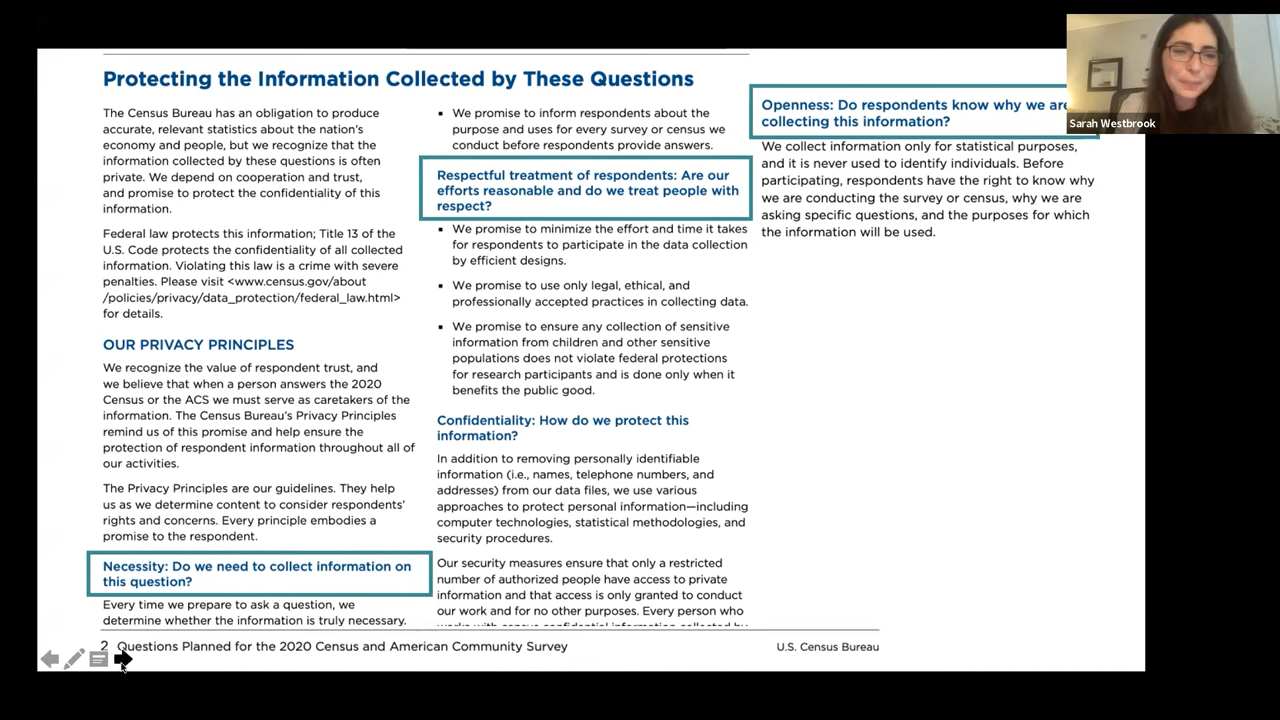 Protecting the Information Collected by These Questions
The Census Bureau has an obligation to produce
accurate, relevant statistics about the nation's
economy and people, but we recognize that the
information collected by these questions is often
private. We depend on cooperation and trust,
and promise to protect the confidentiality of this
information.
Federal law protects this information; Title 13 of the
U.S. Code protects the confidentiality of all collected
information. Violating this law is a crime with severe
penalties. Please visit <www.census.gov/about
/policies/privacy/data_protection/federal_law.html>
for details.
OUR PRIVACY PRINCIPLES
We recognize the value of respondent trust, and
we believe that when a person answers the 2020
Census or the ACS we must serve as caretakers of the
information. The Census Bureau's Privacy Principles
remind us of this promise and help ensure the
protection of respondent information throughout all of
our activities.
The Privacy Principles are our guidelines. They help
us as we determine content to consider respondents'
rights and concerns. Every principle embodies a
promise to the respondent.
Necessity: Do we need to collect information on
this question?
Every time we prepare to ask a question, we
determine whether the information is truly necessary.
▪ We promise to inform respondents about the
purpose and uses for every survey or census we
conduct before respondents provide answers.
Respectful treatment of respondents: Are our
efforts reasonable and do we treat people with
respect?
▪ We promise to minimize the effort and time it takes
for respondents to participate in the data collection
by efficient designs.
▪ We promise to use only legal, ethical, and
professionally accepted practices in collecting data.
▪ We promise to ensure any collection of sensitive
information from children and other sensitive
populations does not violate federal protections
for research participants and is done only when it
benefits the public good.
Confidentiality: How do we protect this
information?
In addition to removing personally identifiable
information (i.e., names, telephone numbers, and
addresses) from our data files, we use various
approaches to protect personal information—including
computer technologies, statistical methodologies, and
security procedures.
Our security measures ensure that only a restricted
number of authorized people have access to private
information and that access is only granted to conduct
our work and for no other purposes. Every person who
Openness: Do respondents know why we are
collecting this information?
We collect information only for statistical purposes,
and it is never used to identify individuals. Before
participating, respondents have the right to know why
we are conducting the survey or census, why we are
asking specific questions, and the purposes for which
the information will be used.
Sarah Westbrook
2 Questions Planned for the 2020 Census and American Community Survey
U.S. Census Bureau